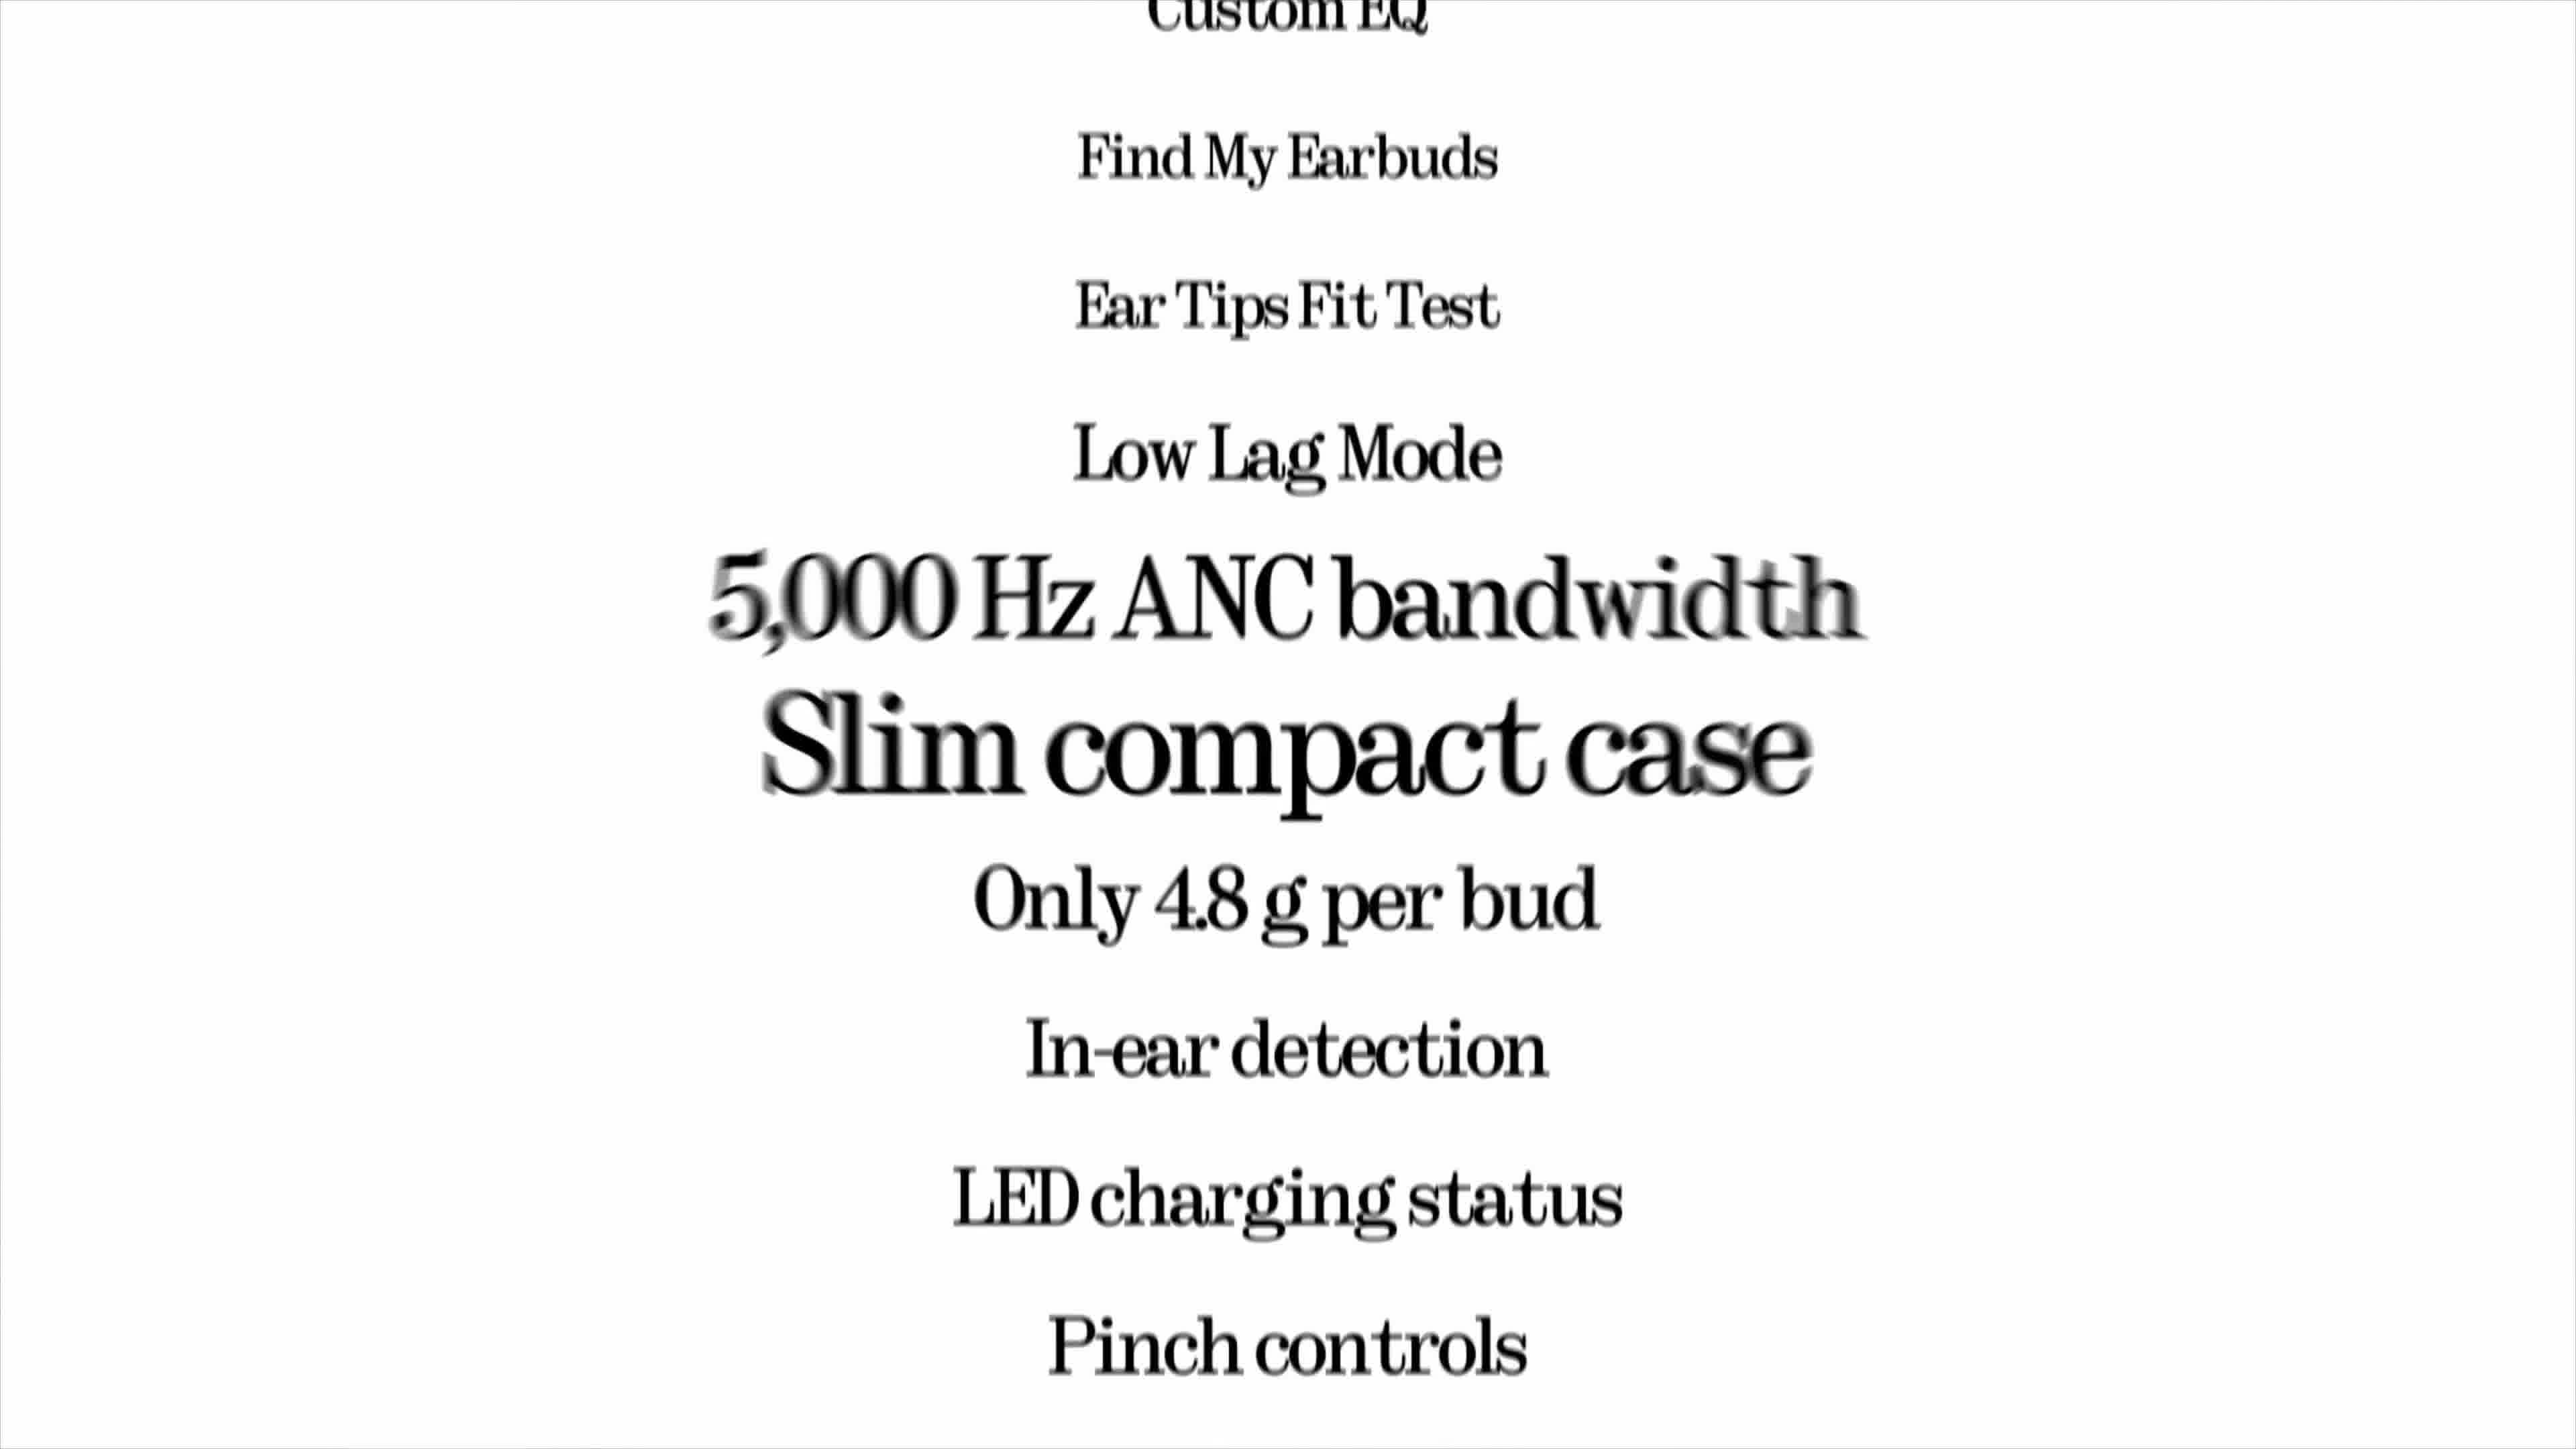 Custom EQ
Find My Earbuds
Ear Tips Fit Test
Low Lag Mode
5,000 Hz ANC bandwidth
Slim compact case
Only 4.8 g per bud
In-ear detection
LED charging status
Pinch controls